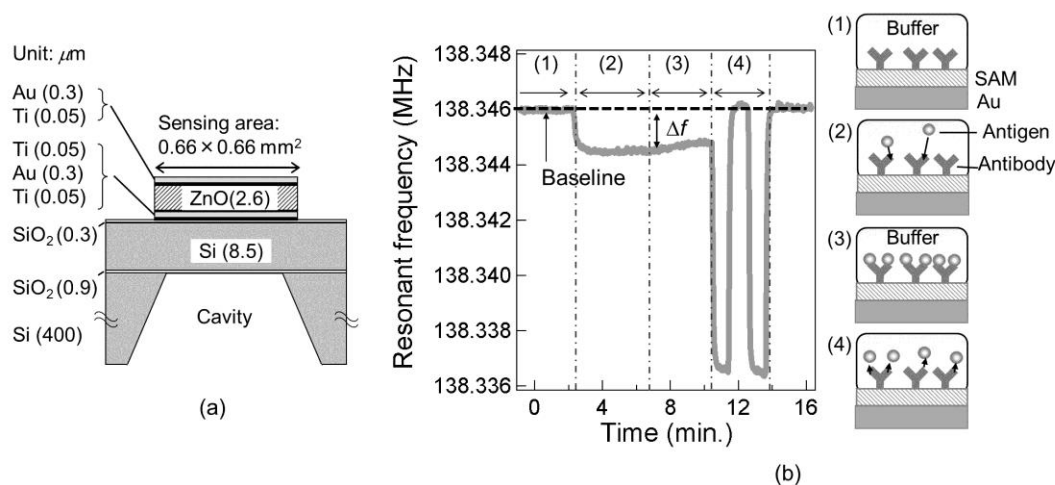 Unit: μm
Au (0.3)
Ti (0.05)
Ti (0.05)
Au (0.3)
Ti (0.05)
SiO₂(0.3)
SiO₂(0.9)
Si (400)
Sensing area:
0.66 × 0.66 mm²
ZnO(2.6)
Si (8.5)
Cavity
(a)
Resonant frequency (MHz)
138.348
138.346
138.344
138.342
138.340
138.338
138.336
(1)
(2)
(3)
(4)
Δf
Baseline
0
4
8
12
16
Time (min.)
(b)
(1)
Buffer
SAM
Au
(2)
Antigen
Antibody
(3)
Buffer
(4)